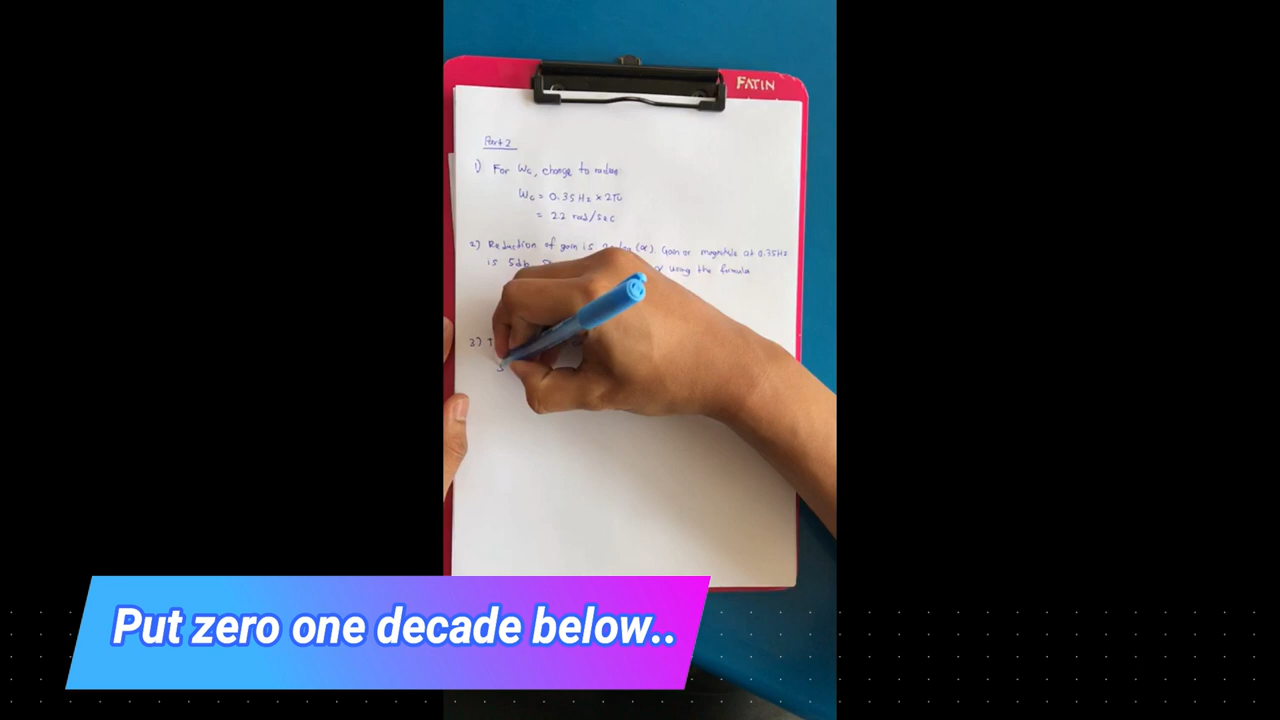 FATIN
Part 2
1) For Wc, change to radian
Wc = 0.35 Hz × 2π
= 2.2 rad/sec
2) Reduction of gain is (α). Gain or magnitude at 0.35Hz
is 5db using the formula
3) T
Put zero one decade below..